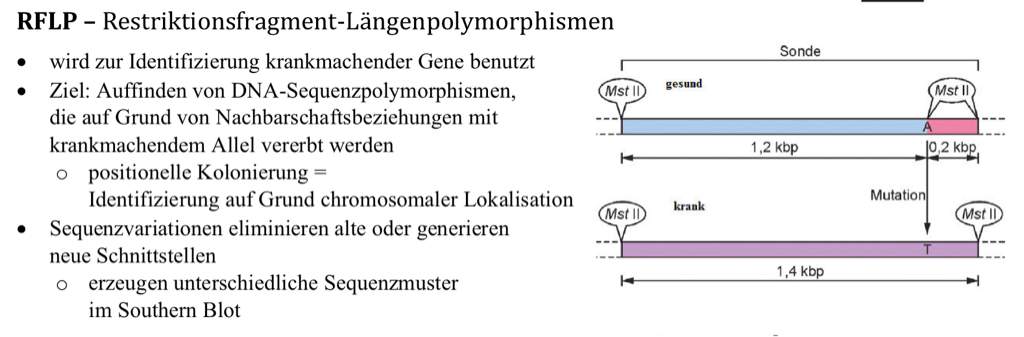 RFLP – Restriktionsfragment-Längenpolymorphismen
• wird zur Identifizierung krankmachender Gene benutzt
• Ziel: Auffinden von DNA-Sequenzpolymorphismen,
die auf Grund von Nachbarschaftsbeziehungen mit
krankmachendem Allel vererbt werden
o positionelle Kolonierung =
Identifizierung auf Grund chromosomaler Lokalisation
• Sequenzvariationen eliminieren alte oder generieren
neue Schnittstellen
o erzeugen unterschiedliche Sequenzmuster
im Southern Blot
Sonde
Mst II gesund Mst II
A
1,2 kbp 0,2 kbp
Mutation
Mst II krank Mst II
T
1,4 kbp